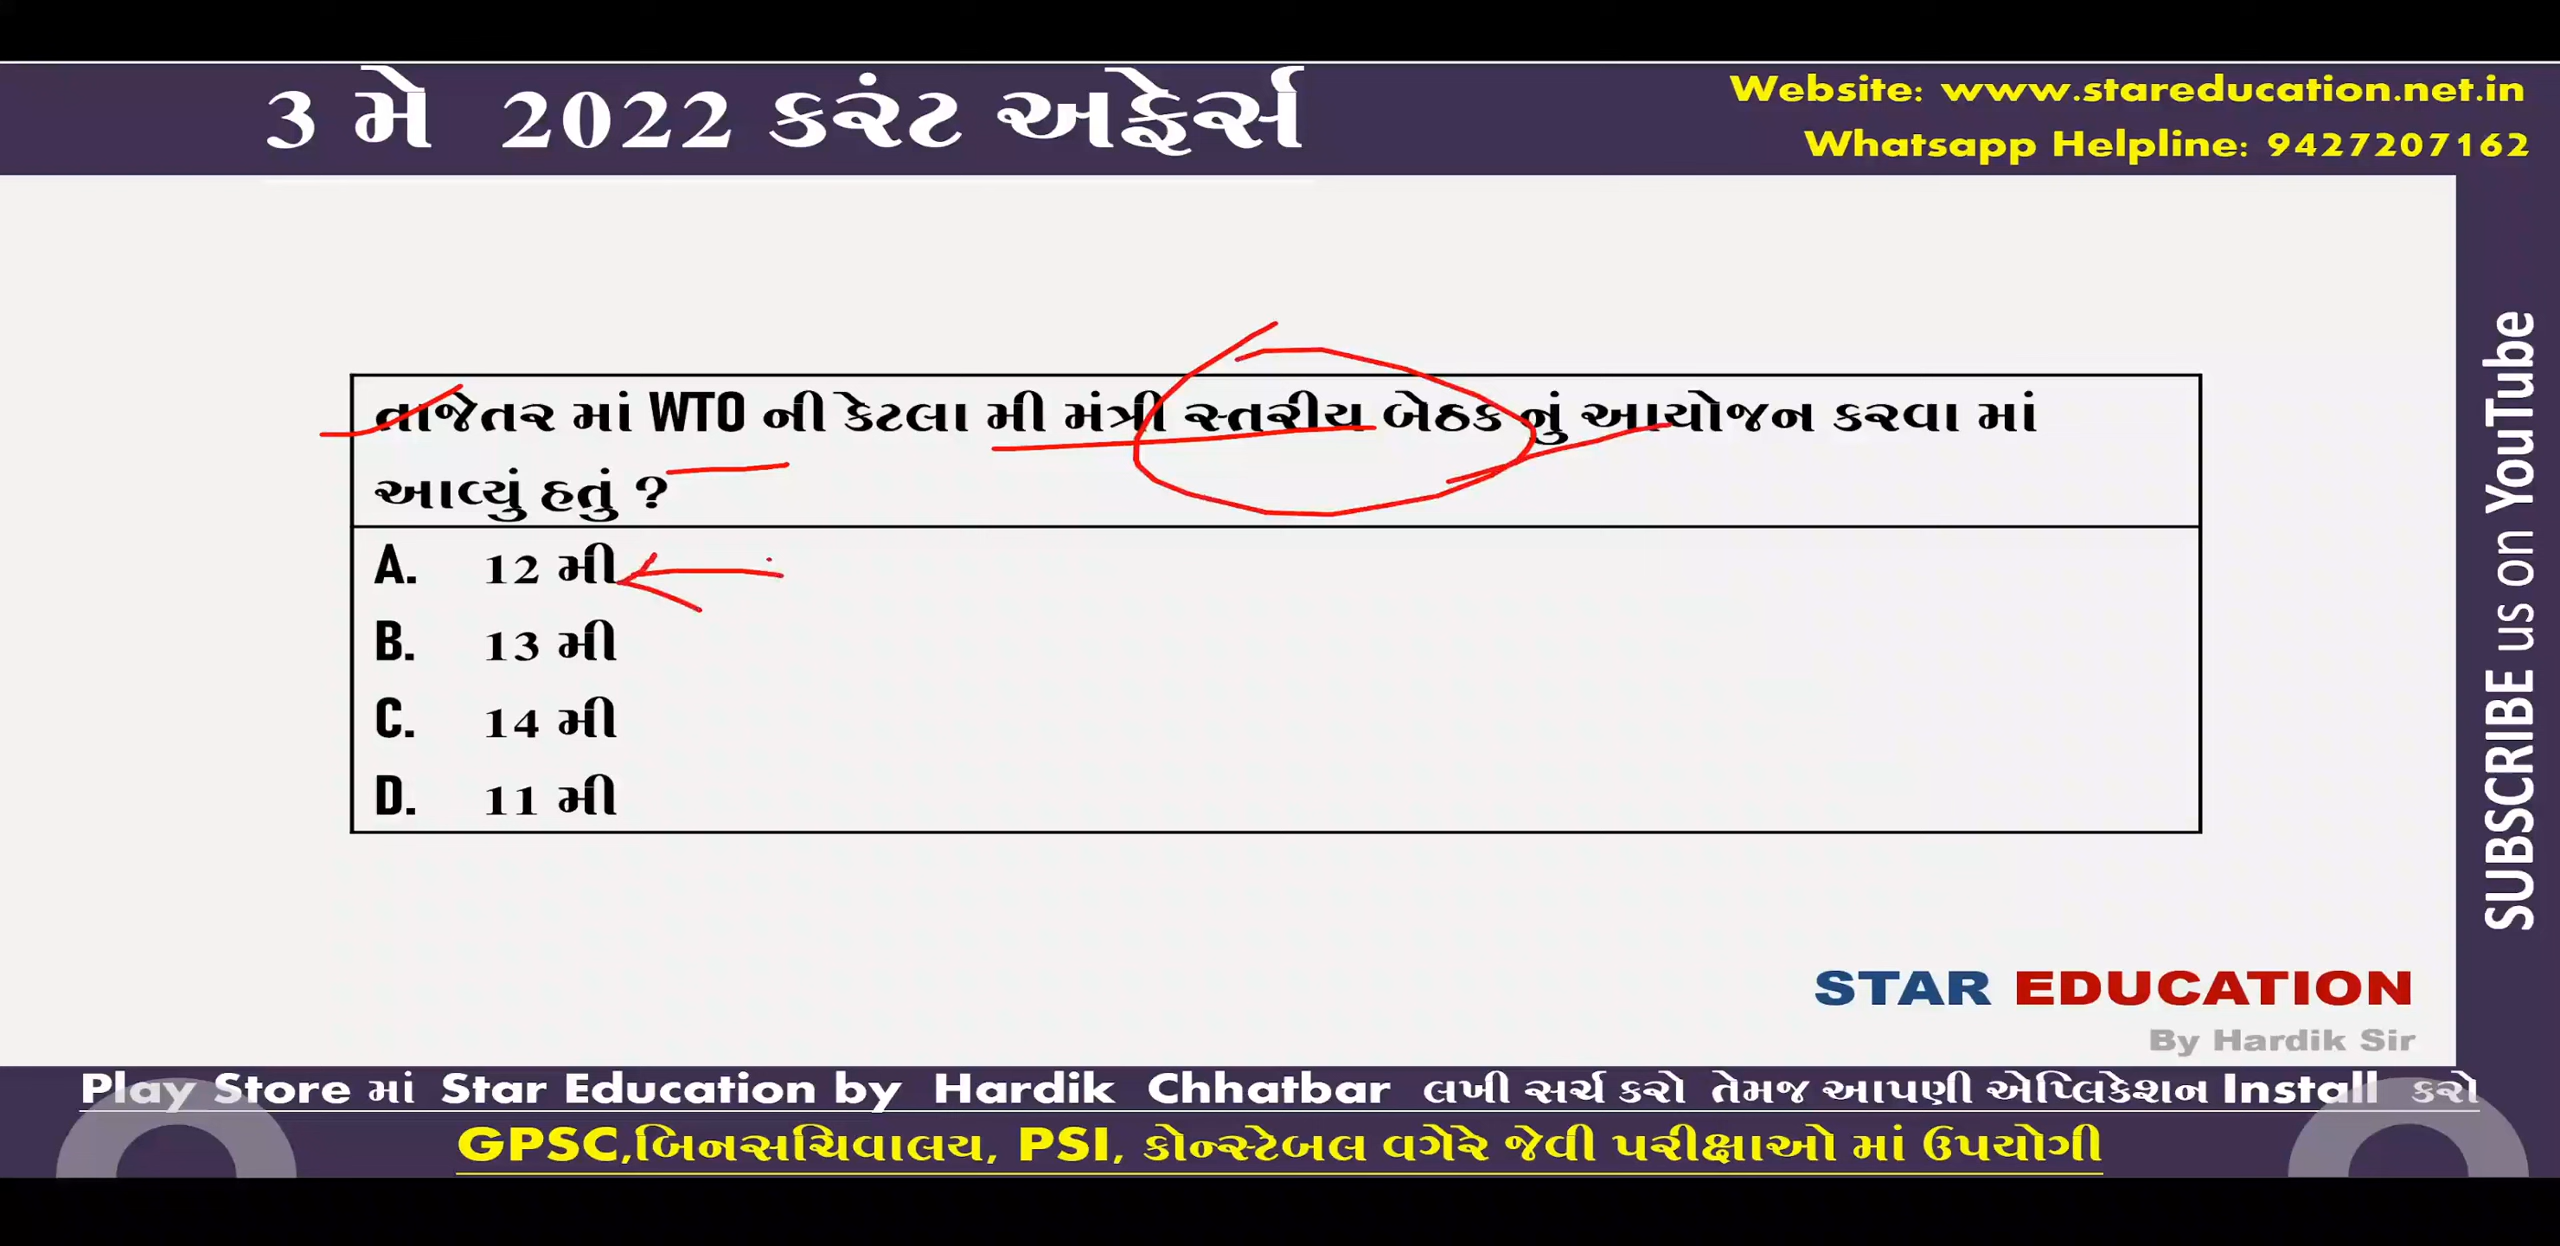 3 મે 2022 કરંટ અફેર્સ
Website: www.stareducation.net.in
Whatsapp Helpline: 9427207162
તાજેતર માં WTO ની કેટલા મી મંત્રી સ્તરીય બેઠક નું આયોજન કરવા માં
આવ્યું હતું ?
A. 12 મી
B. 13 મી
C. 14 મી
D. 11 મી
SUBSCRIBE us on YouTube
STAR EDUCATION
By Hardik Sir
Play Store માં Star Education by Hardik Chhatbar લખી સર્ચ કરો તેમજ આપણી એપ્લિકેશન Install કરો
GPSC,બિનસચિવાલય, PSI, કોન્સ્ટેબલ વગેરે જેવી પરીક્ષાઓ માં ઉપયોગી